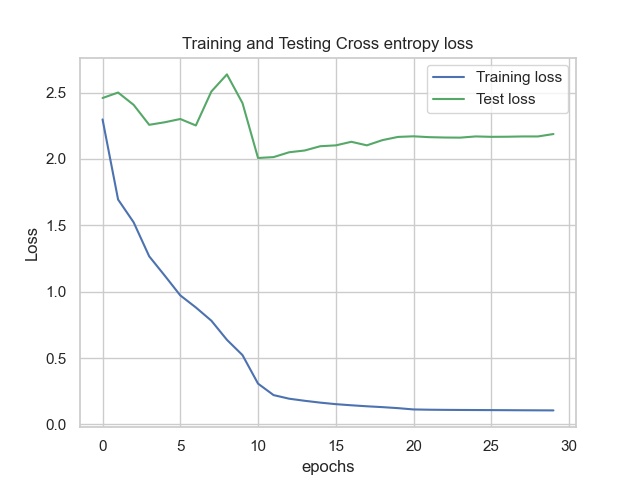 Training and Testing Cross entropy loss
Training loss
Test loss
2.5
2.0
1.5
1.0
0.5
0.0
Loss
0 5 10 15 20 25 30
epochs